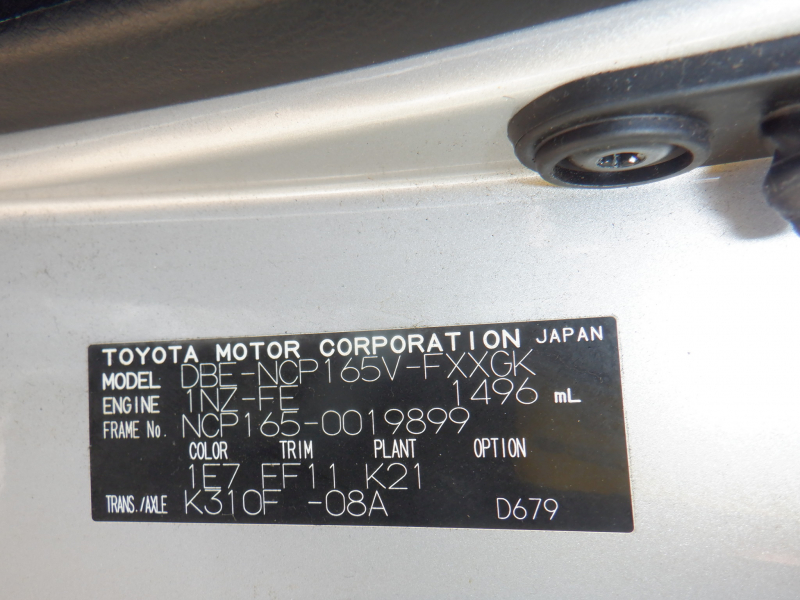 TOYOTA MOTOR CORPORATION JAPAN
MODEL DBE-NCP165V-FXXGK
ENGINE 1NZ-FE 1496 mL
FRAME No. NCP165-0019899
COLOR TRIM PLANT OPTION
1E7 EF11 K21
TRANS./AXLE K310F -08A D679